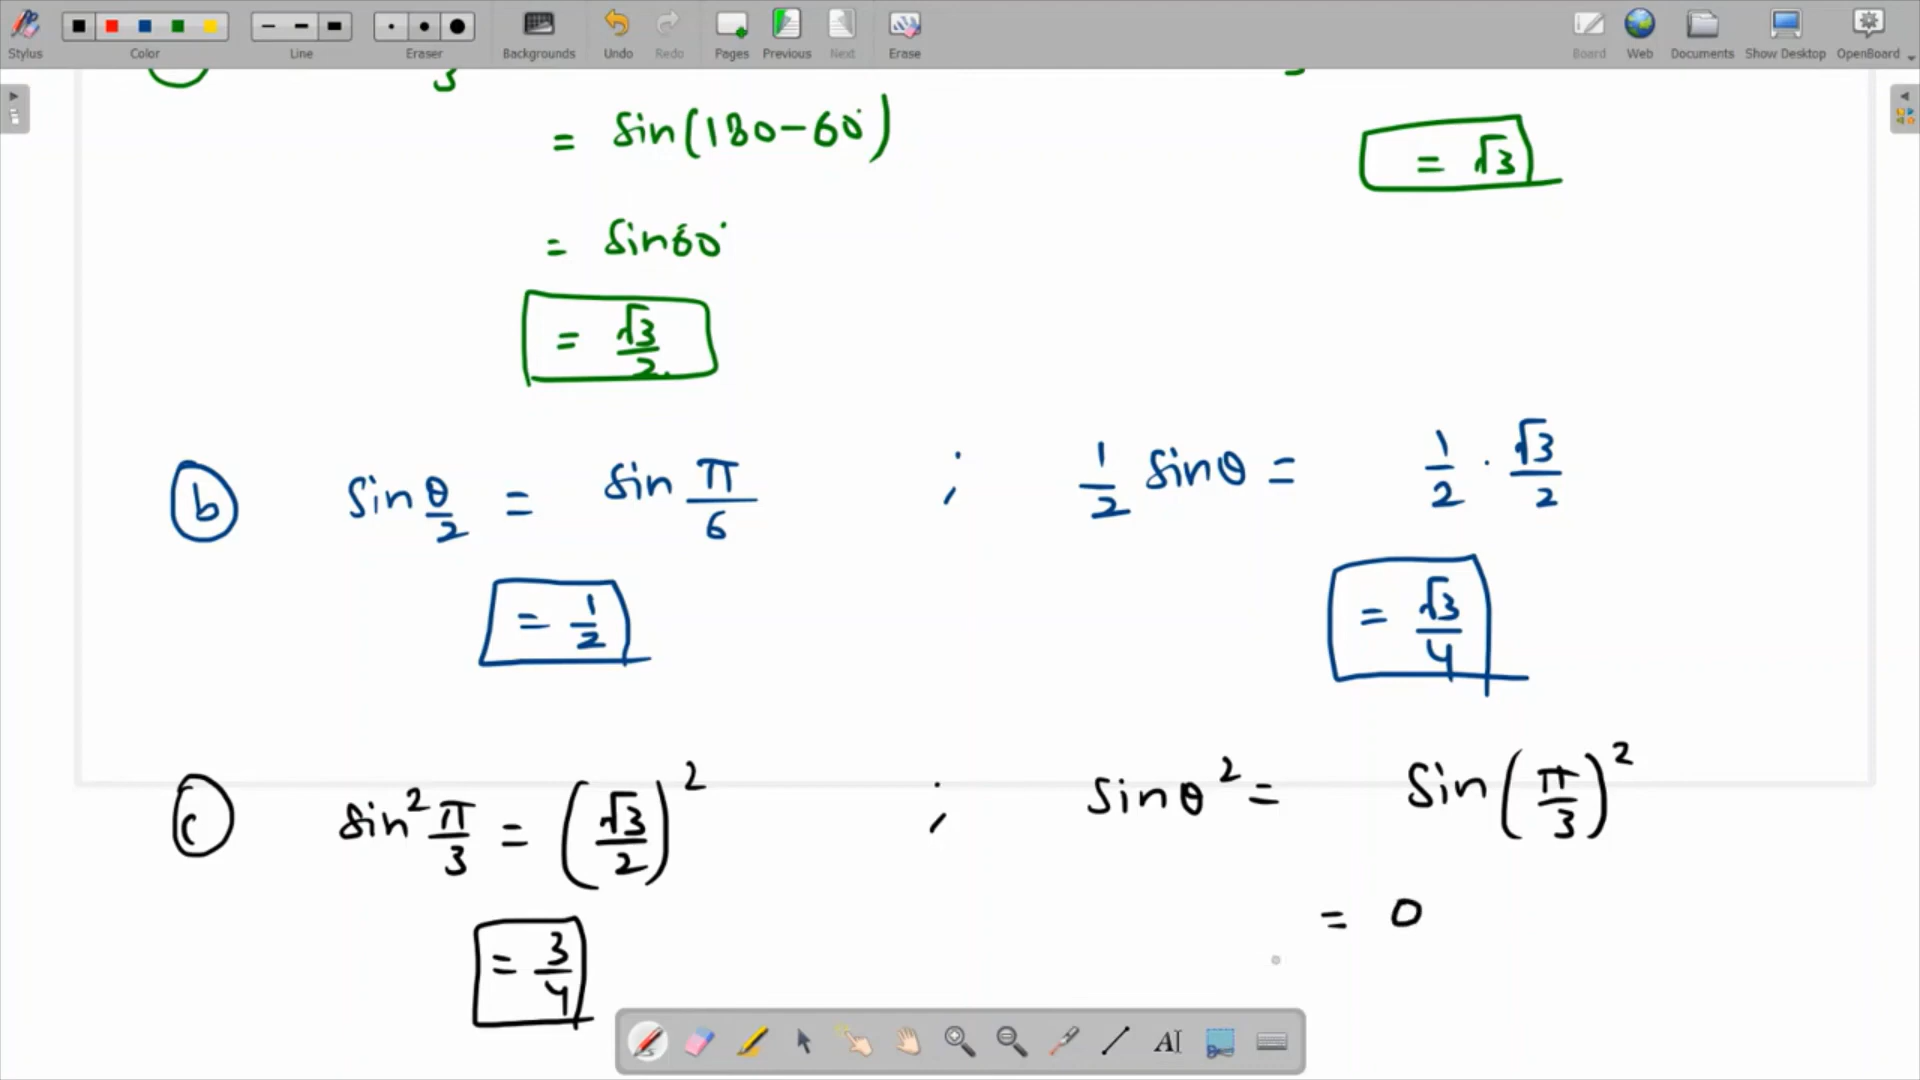 Stylus Color Line Eraser Backgrounds Undo Redo Pages Previous Next Erase Board Web Documents Show Desktop OpenBoard
3
= sin(180-60°)
= √3
= sin60°
= √3/2
b sin θ/2 = sin π/6 ; 1/2 sinθ = 1/2 · √3/2
= 1/2
= √3/4
c sin² π/3 = (√3/2)² ; sinθ² = sin(π/3)²
= 0
= 3/4